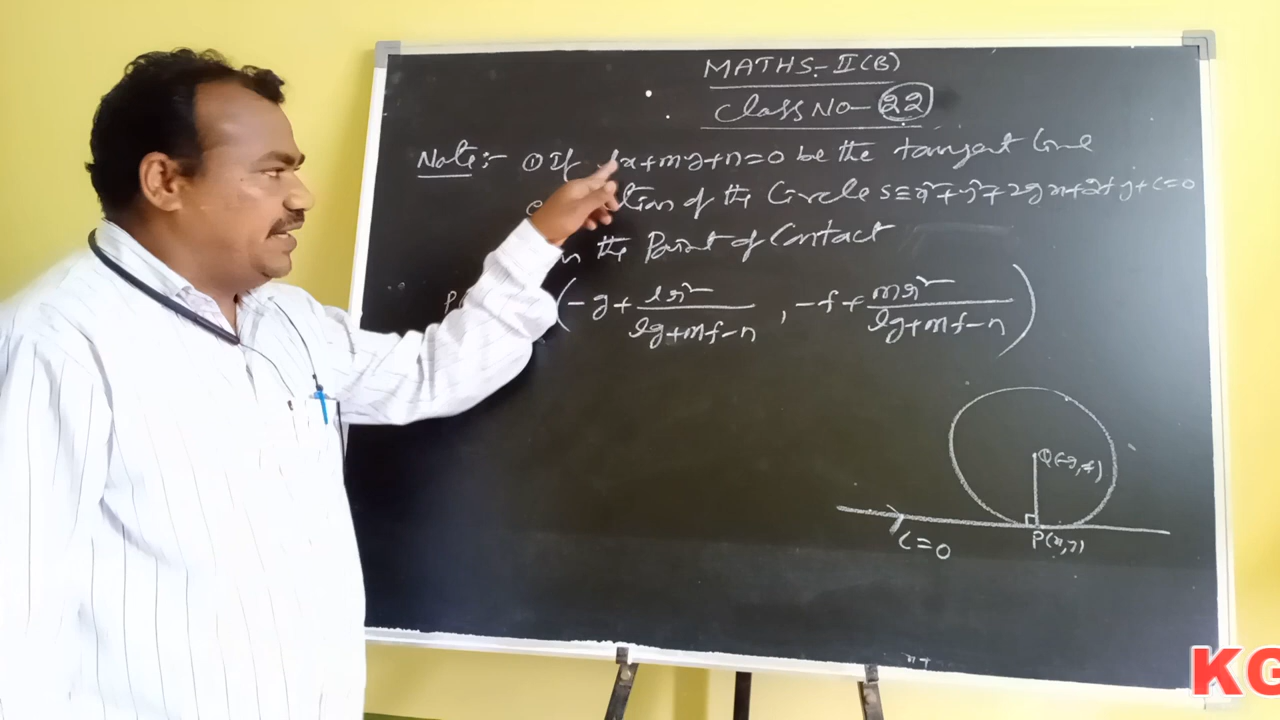 MATHS- II(B)
Class No- 22
Note:- ① If lx+my+n=0 be the tangent line
of the Circle S≡x²+y²+2gx+2fy+c=0
the Point of Contact
(-g+ lr²/lg+mf-n , -f+ mr²/lg+mf-n)
(-g,-f)
L=0
P(x,y)
KG